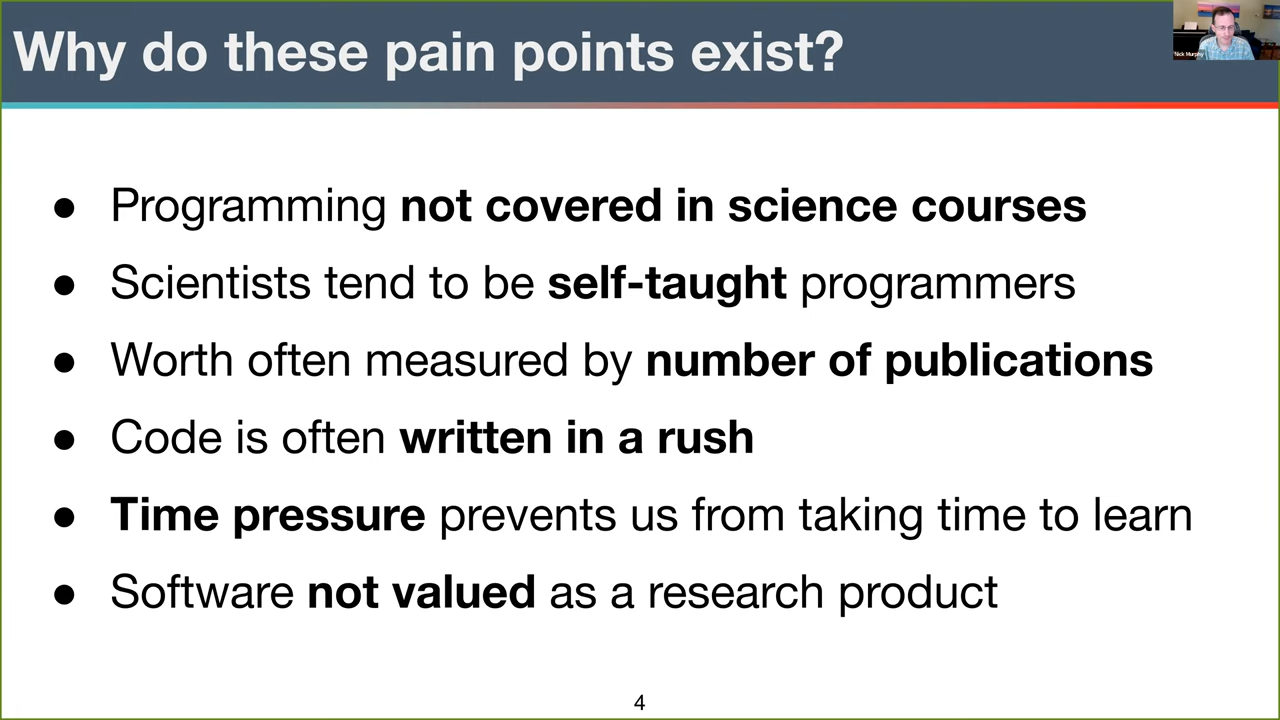 Why do these pain points exist?
Nick Murphy
● Programming not covered in science courses
● Scientists tend to be self-taught programmers
● Worth often measured by number of publications
● Code is often written in a rush
● Time pressure prevents us from taking time to learn
● Software not valued as a research product
4